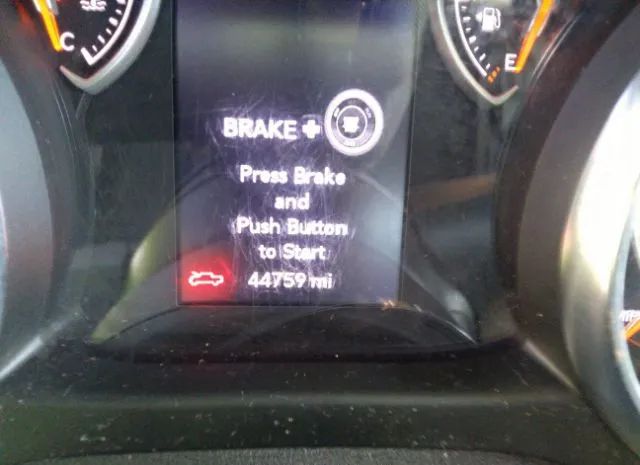 C
E
BRAKE +
Press Brake
and
Push Button
to Start
44759 mi